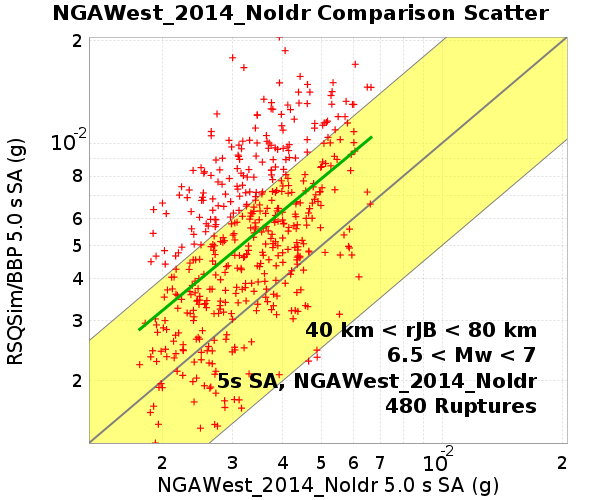 NGAWest_2014_NoIdr Comparison Scatter
2
10-2
8
7
6
5
4
3
2
RSQSim/BBP 5.0 s SA (g)
40 km < rJB < 80 km
6.5 < Mw < 7
5s SA, NGAWest_2014_NoIdr
480 Ruptures
2 3 4 5 6 7 10-2 2
NGAWest_2014_NoIdr 5.0 s SA (g)